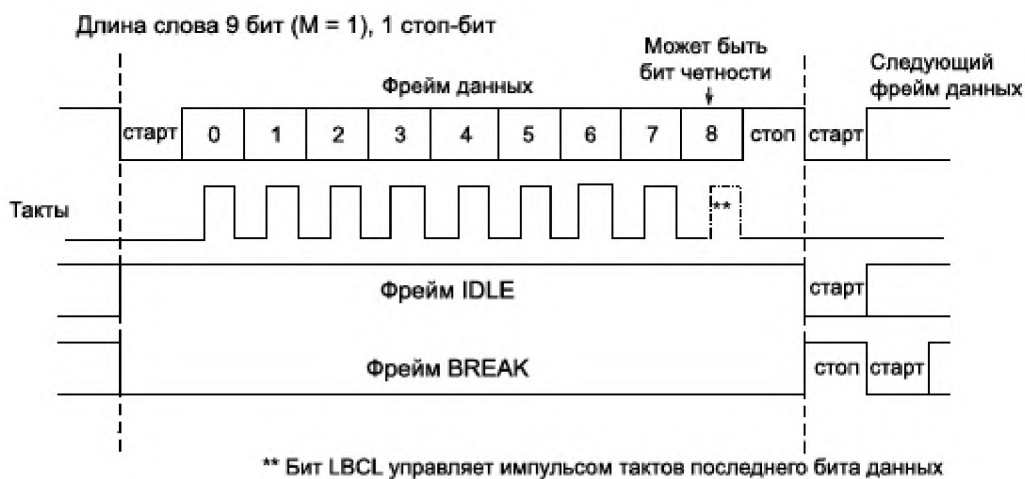 Длина слова 9 бит (M = 1), 1 стоп-бит
Может быть
бит четности
Следующий
фрейм данных
Фрейм данных
старт 0 1 2 3 4 5 6 7 8 стоп старт
Такты
**
Фрейм IDLE
старт
Фрейм BREAK
стоп старт
** Бит LBCL управляет импульсом тактов последнего бита данных